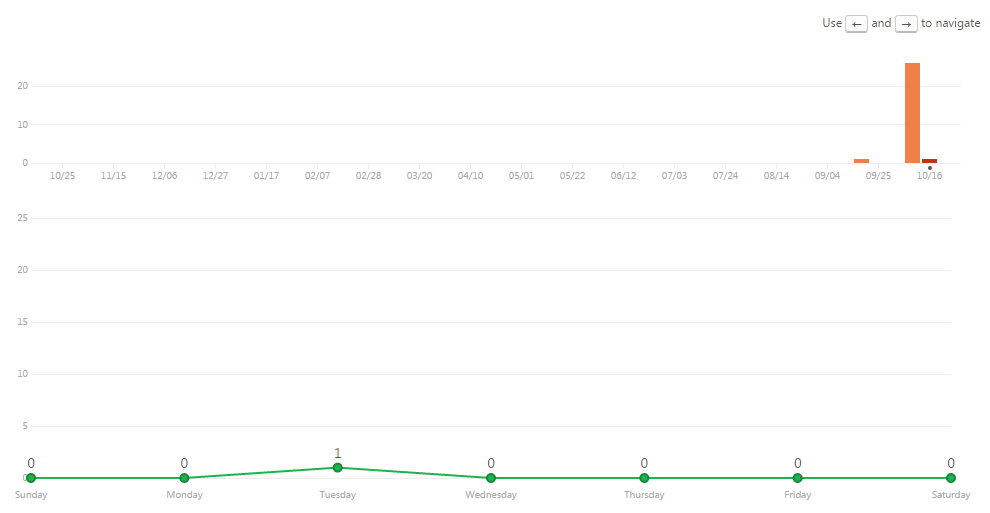 Use ← and → to navigate
20
10
0
10/25 11/15 12/06 12/27 01/17 02/07 02/28 03/20 04/10 05/01 05/22 06/12 07/03 07/24 08/14 09/04 09/25 10/16
25
20
15
10
5
0 0 1 0 0 0 0
0
Sunday Monday Tuesday Wednesday Thursday Friday Saturday